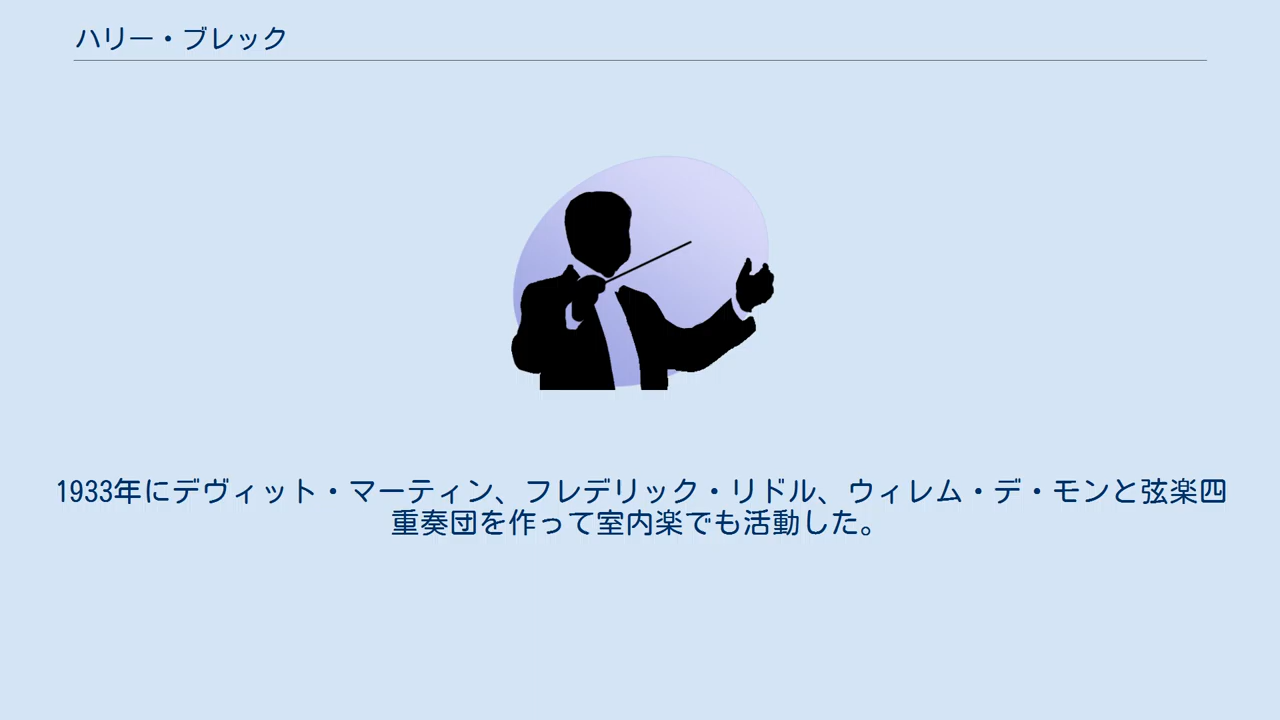 ハリー・ブレック
1933年にデヴィット・マーティン、フレデリック・リドル、ウィレム・デ・モンと弦楽四
重奏団を作って室内楽でも活動した。